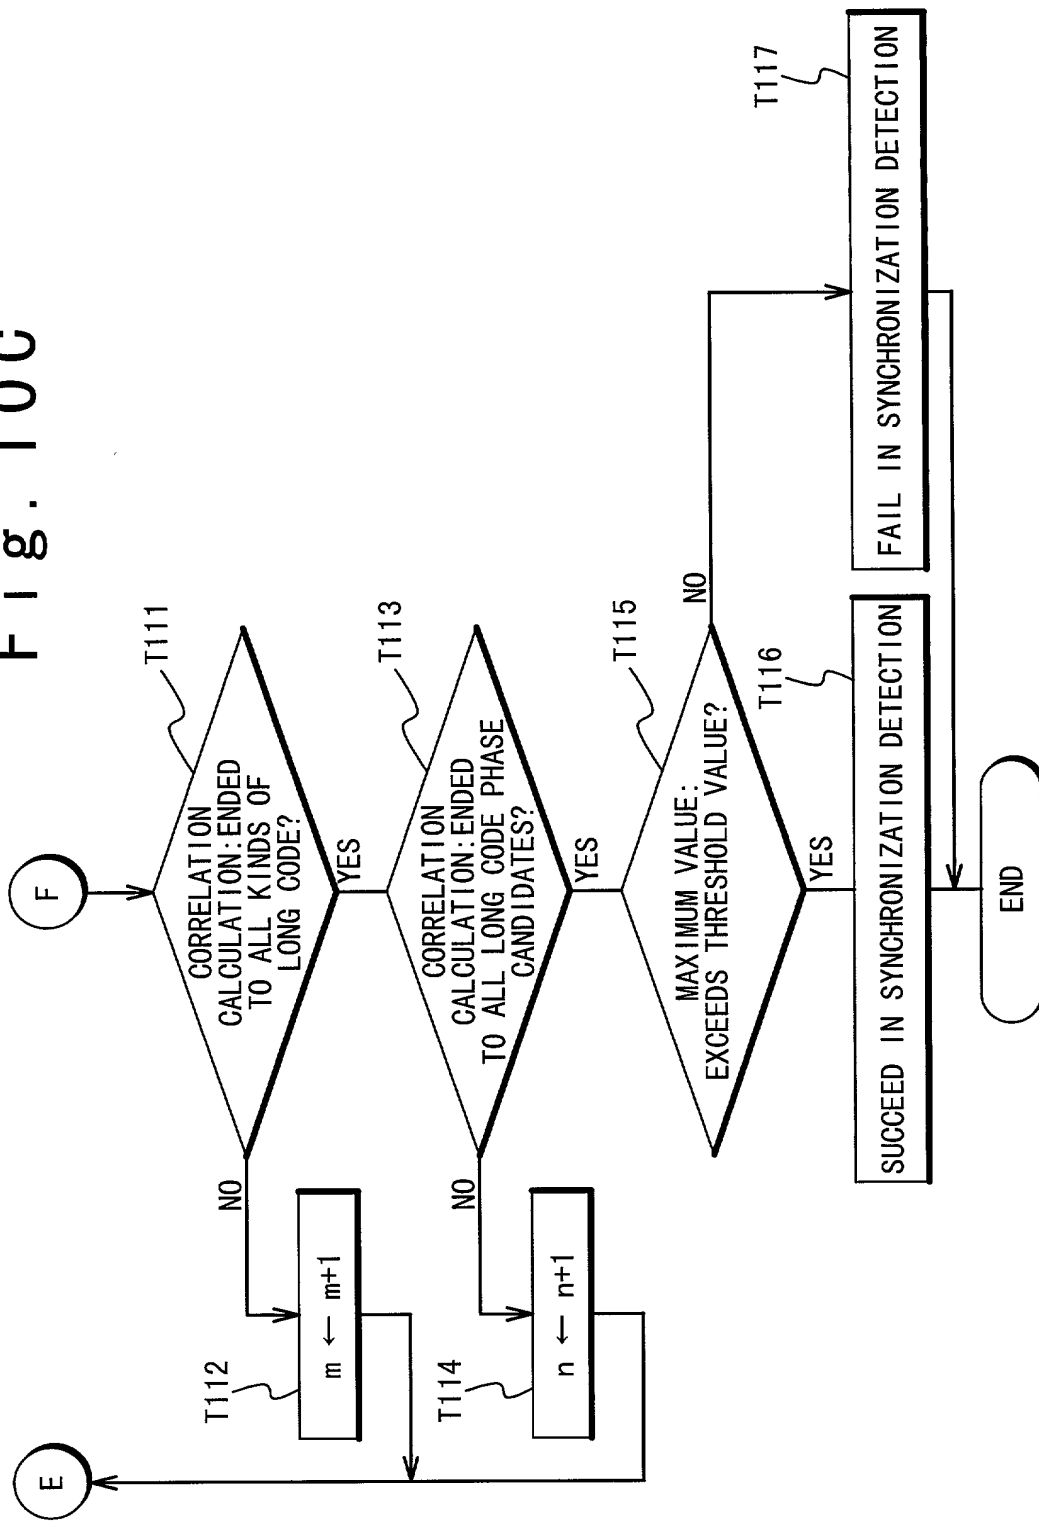 Fig. 10C
F
T111
CORRELATION
CALCULATION:ENDED
TO ALL KINDS OF
LONG CODE?
NO
YES
T112
m ← m+1
T113
CORRELATION
CALCULATION:ENDED
TO ALL LONG CODE PHASE
CANDIDATES?
NO
YES
T114
n ← n+1
E
T115
MAXIMUM VALUE:
EXCEEDS THRESHOLD VALUE?
NO
YES
T116
SUCCEED IN SYNCHRONIZATION DETECTION
T117
FAIL IN SYNCHRONIZATION DETECTION
END